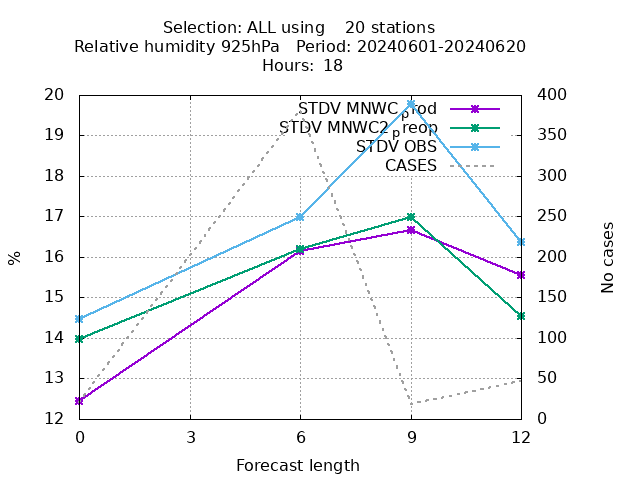 Selection: ALL using    20 stations
Relative humidity 925hPa   Period: 20240601-20240620
Hours: 18
20
19
18
17
16
15
14
13
12
%
STDV MNWC_prod
STDV MNWC2_preop
STDV OBS
CASES
400
350
300
250
200
150
100
50
0
No cases
0 3 6 9 12
Forecast length